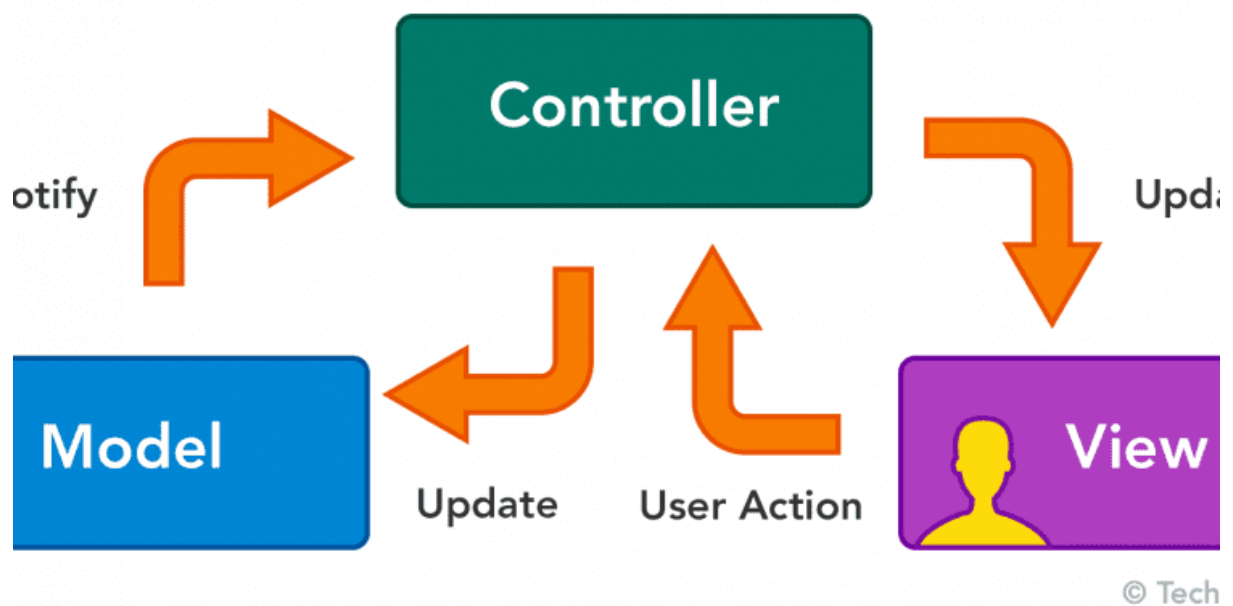 Controller
otify
Upda
Model
View
Update
User Action
© Tech